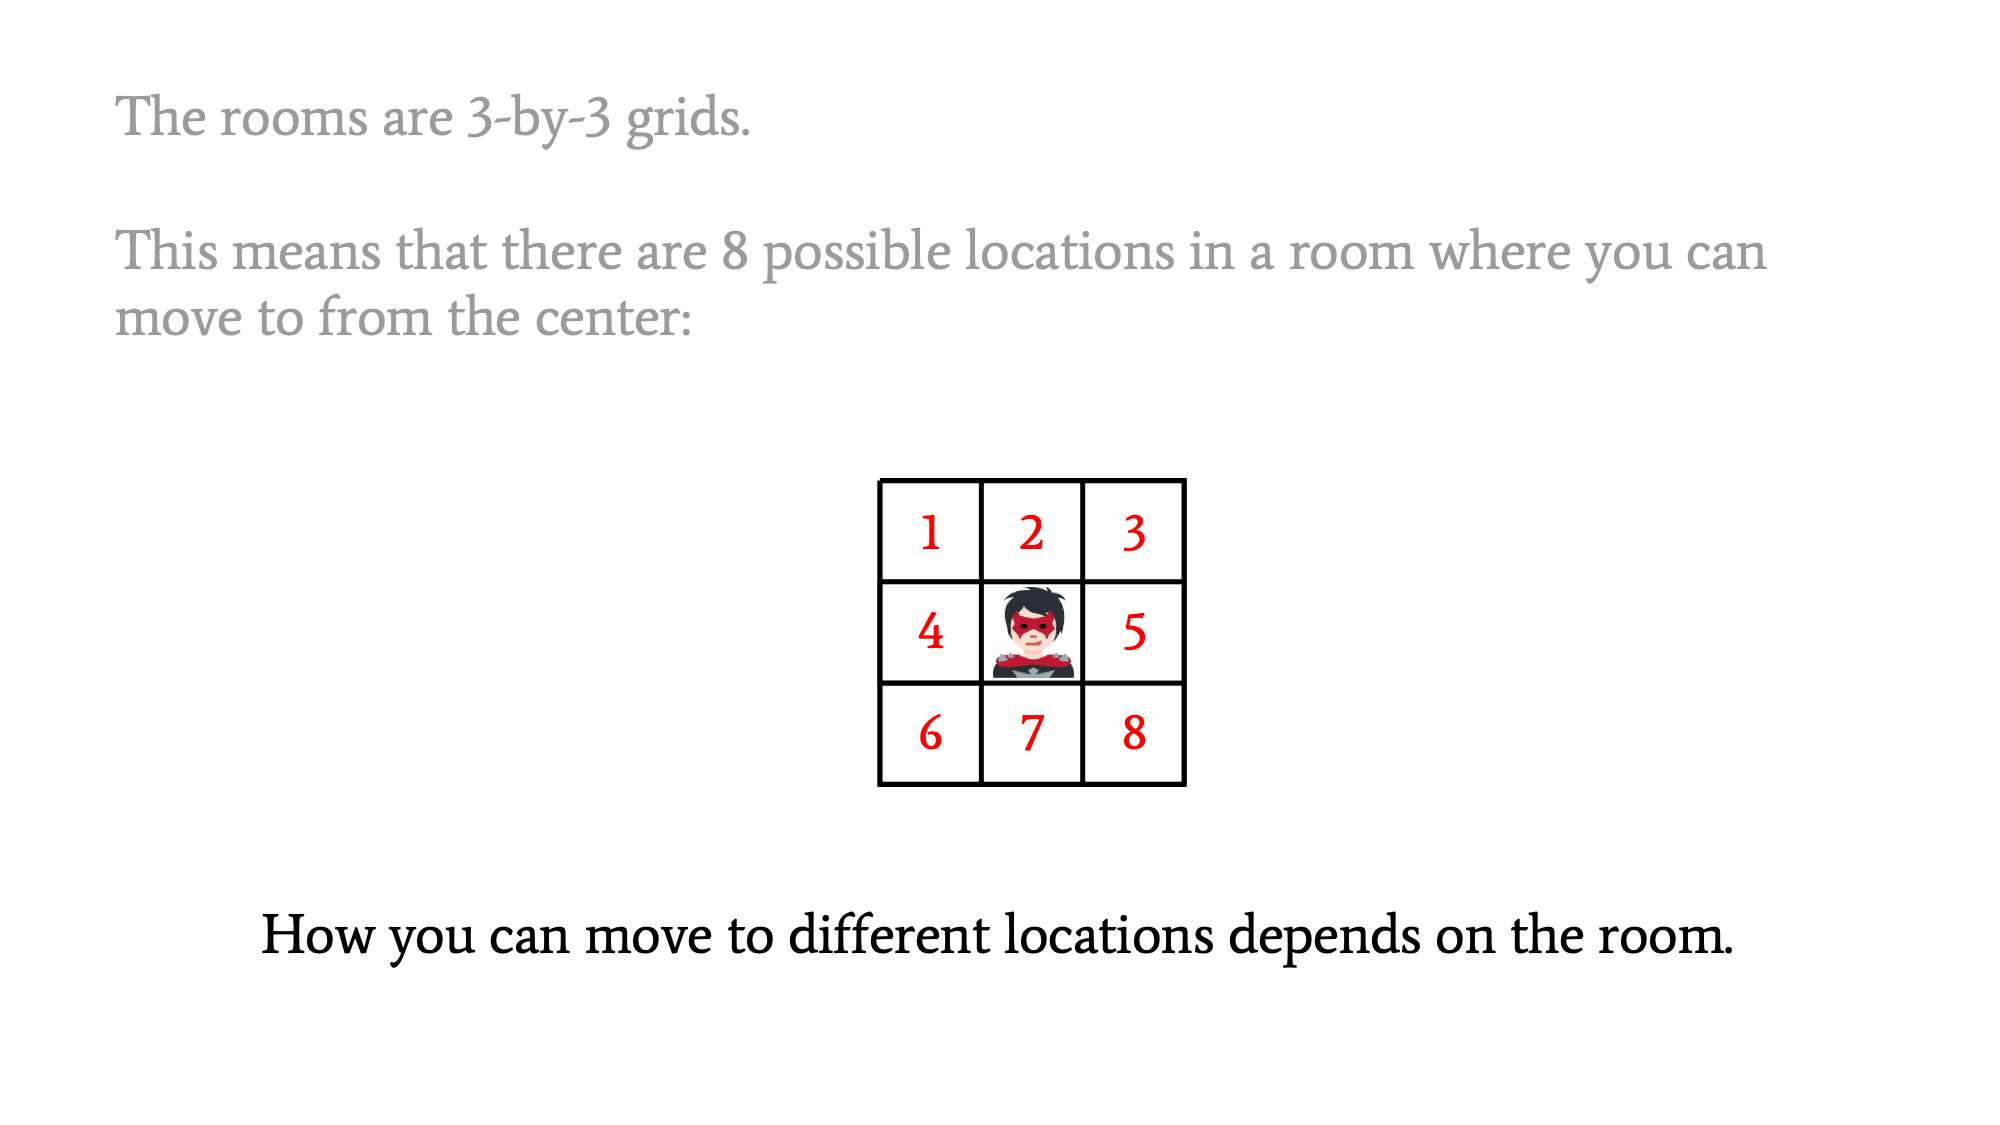 The rooms are 3-by-3 grids.
This means that there are 8 possible locations in a room where you can
move to from the center:
1 2 3
4 5
6 7 8
How you can move to different locations depends on the room.